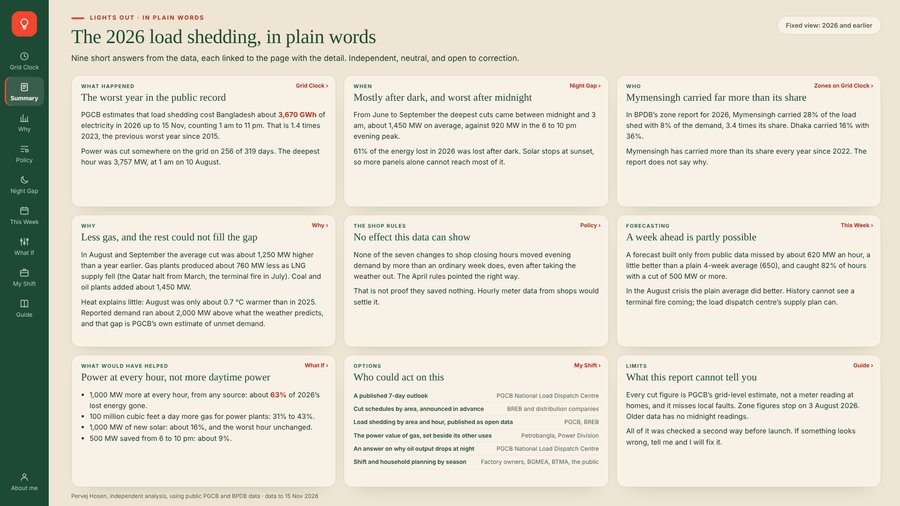 Grid Clock
Summary
Why
Policy
Night Gap
This Week
What If
My Shift
Guide
About me
LIGHTS OUT · IN PLAIN WORDS
The 2026 load shedding, in plain words
Nine short answers from the data, each linked to the page with the detail. Independent, neutral, and open to correction.
Fixed view: 2026 and earlier
WHAT HAPPENED
Grid Clock ›
The worst year in the public record
PGCB estimates that load shedding cost Bangladesh about 3,670 GWh of
electricity in 2026 up to 15 Nov, counting 1 am to 11 pm. That is 1.4 times
2023, the previous worst year since 2015.
Power was cut somewhere on the grid on 256 of 319 days. The deepest
hour was 3,757 MW, at 1 am on 10 August.
WHEN
Night Gap ›
Mostly after dark, and worst after midnight
From June to September the deepest cuts came between midnight and 3
am, about 1,450 MW on average, against 920 MW in the 6 to 10 pm
evening peak.
61% of the energy lost in 2026 was lost after dark. Solar stops at sunset,
so more panels alone cannot reach most of it.
WHO
Zones on Grid Clock ›
Mymensingh carried far more than its share
In BPDB's zone report for 2026, Mymensingh carried 28% of the load
shed with 8% of the demand, 3.4 times its share. Dhaka carried 16% with
36%.
Mymensingh has carried more than its share every year since 2022. The
report does not say why.
WHY
Why ›
Less gas, and the rest could not fill the gap
In August and September the average cut was about 1,250 MW higher
than a year earlier. Gas plants produced about 760 MW less as LNG
supply fell (the Qatar halt from March, the terminal fire in July). Coal and
oil plants added about 1,450 MW.
Heat explains little: August was only about 0.7 °C warmer than in 2025.
Reported demand ran about 2,000 MW above what the weather predicts,
and that gap is PGCB's own estimate of unmet demand.
THE SHOP RULES
Policy ›
No effect this data can show
None of the seven changes to shop closing hours moved evening
demand by more than an ordinary week does, even after taking the
weather out. The April rules pointed the right way.
That is not proof they saved nothing. Hourly meter data from shops would
settle it.
FORECASTING
This Week ›
A week ahead is partly possible
A forecast built only from public data missed by about 620 MW an hour, a
little better than a plain 4-week average (650), and caught 82% of hours
with a cut of 500 MW or more.
In the August crisis the plain average did better. History cannot see a
terminal fire coming; the load dispatch centre's supply plan can.
WHAT WOULD HAVE HELPED
What If ›
Power at every hour, not more daytime power
• 1,000 MW more at every hour, from any source: about 63% of 2026's
lost energy gone.
• 100 million cubic feet a day more gas for power plants: 31% to 43%.
• 1,000 MW of new solar: about 16%, and the worst hour unchanged.
• 500 MW saved from 6 to 10 pm: about 9%.
OPTIONS
My Shift ›
Who could act on this
A published 7-day outlook PGCB National Load Dispatch Centre
Cut schedules by area, announced in advance BREB and distribution companies
Load shedding by area and hour, published as open data PGCB, BREB
The power value of gas, set beside its other uses Petrobangla, Power Division
An answer on why oil output drops at night PGCB National Load Dispatch Centre
Shift and household planning by season Factory owners, BGMEA, BTMA, the public
LIMITS
Guide ›
What this report cannot tell you
Every cut figure is PGCB's grid-level estimate, not a meter reading at
homes, and it misses local faults. Zone figures stop on 3 August 2026.
Older data has no midnight readings.
All of it was checked a second way before launch. If something looks
wrong, tell me and I will fix it.
Pervej Hosen, independent analysis, using public PGCB and BPDB data · data to 15 Nov 2026